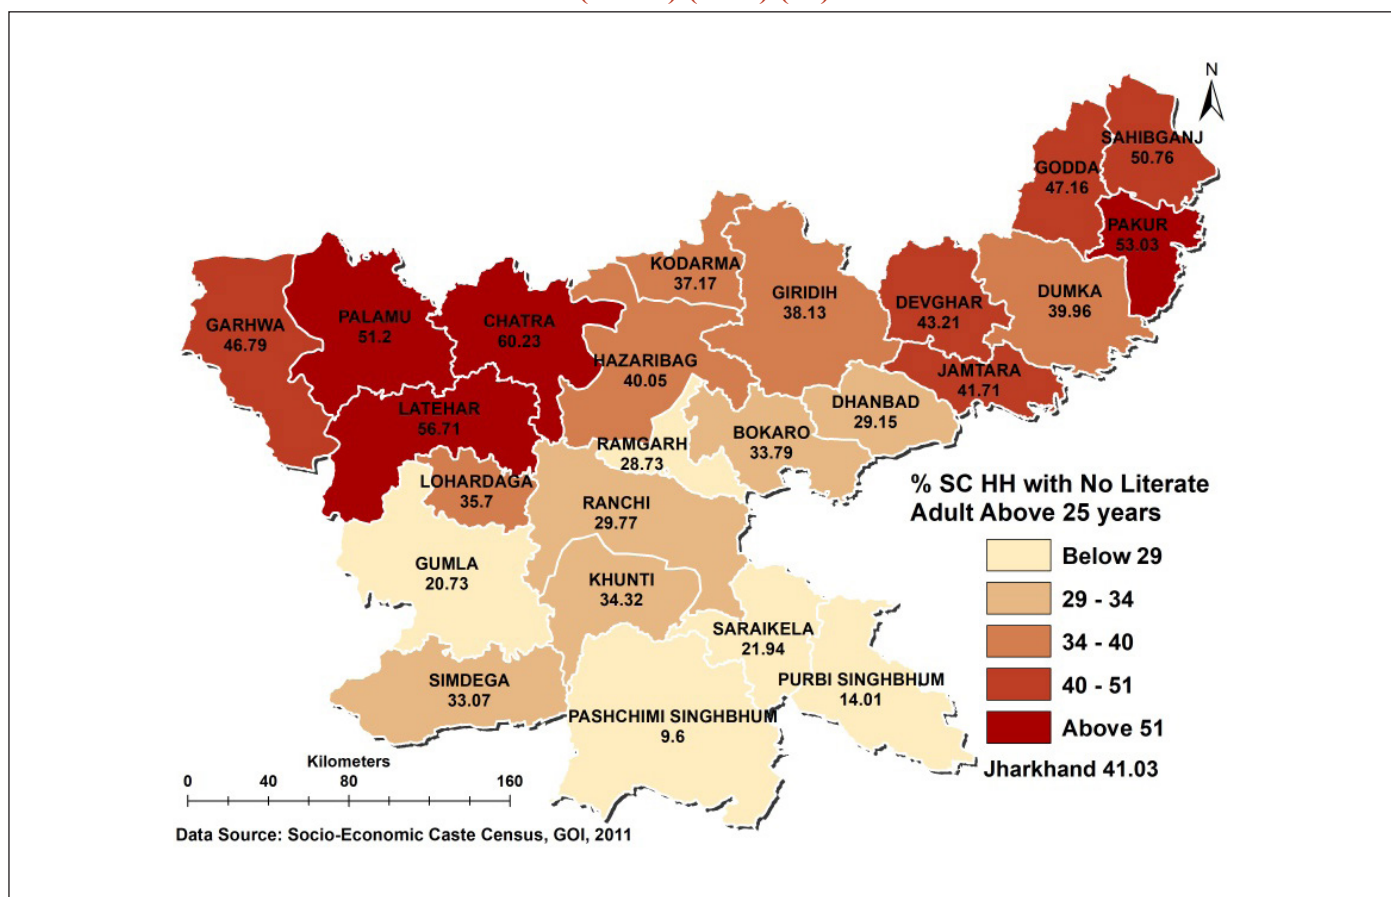 N
SAHIBGANJ
50.76
GODDA
47.16
PAKUR
53.03
KODARMA
37.17
GIRIDIH
38.13
DEVGHAR
43.21
DUMKA
39.96
GARHWA
46.79
PALAMU
51.2
CHATRA
60.23
HAZARIBAG
40.05
JAMTARA
41.71
LATEHAR
56.71
DHANBAD
29.15
RAMGARH
28.73
BOKARO
33.79
LOHARDAGA
35.7
RANCHI
29.77
GUMLA
20.73
KHUNTI
34.32
SARAIKELA
21.94
SIMDEGA
33.07
PURBI SINGHBHUM
14.01
PASHCHIMI SINGHBHUM
9.6
% SC HH with No Literate
Adult Above 25 years
Below 29
29 - 34
34 - 40
40 - 51
Above 51
Jharkhand 41.03
Kilometers
0 40 80 160
Data Source: Socio-Economic Caste Census, GOI, 2011